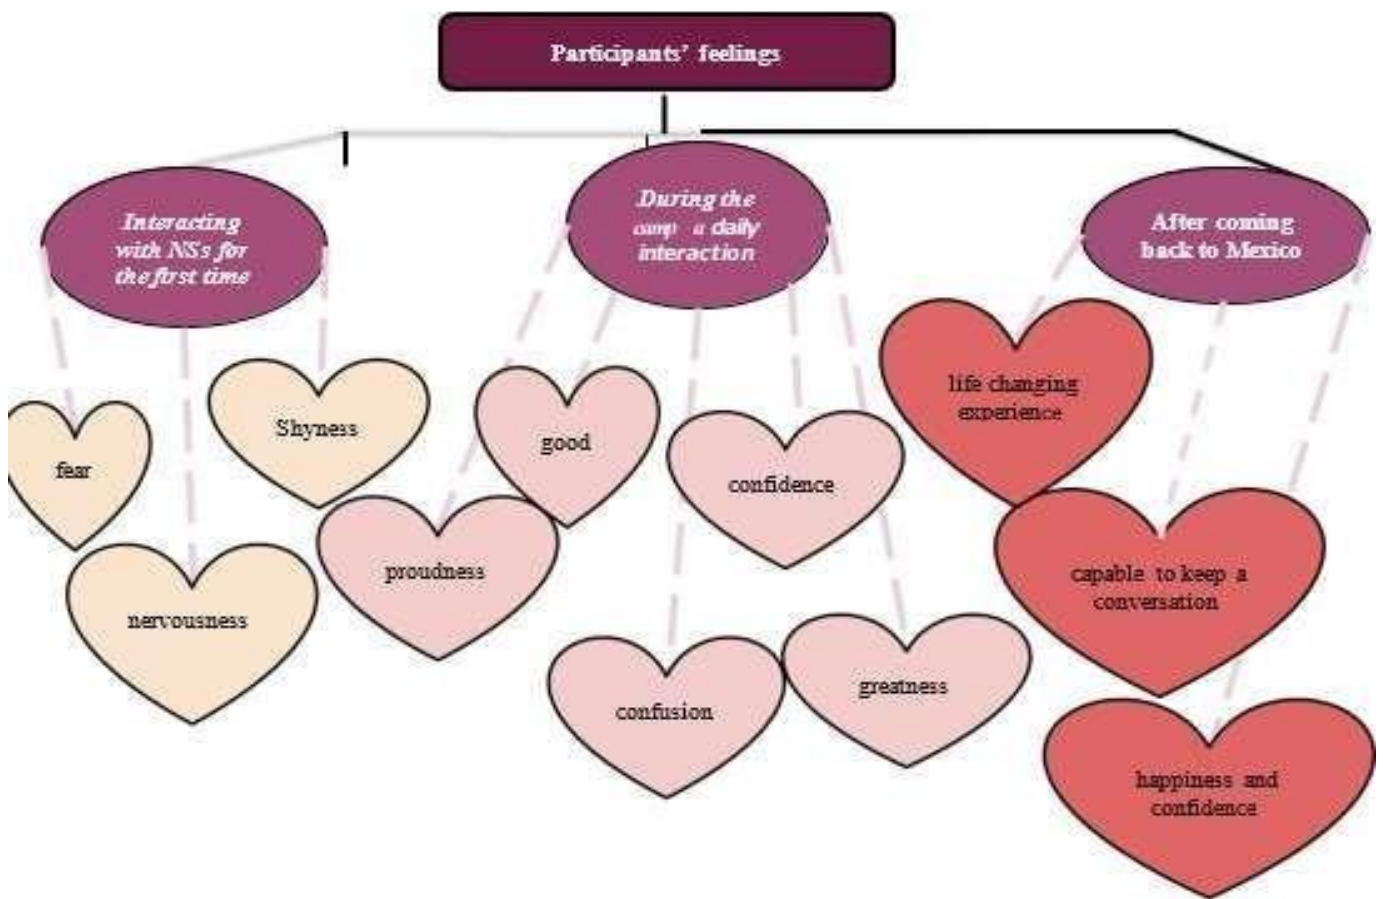 Participants' feelings
Interacting
with NSs for
the first time
During the
camp a daily
interaction
After coming
back to Mexico
fear
nervousness
Shyness
proudness
good
confusion
confidence
greatness
life changing
experience
capable to keep a
conversation
happiness and
confidence